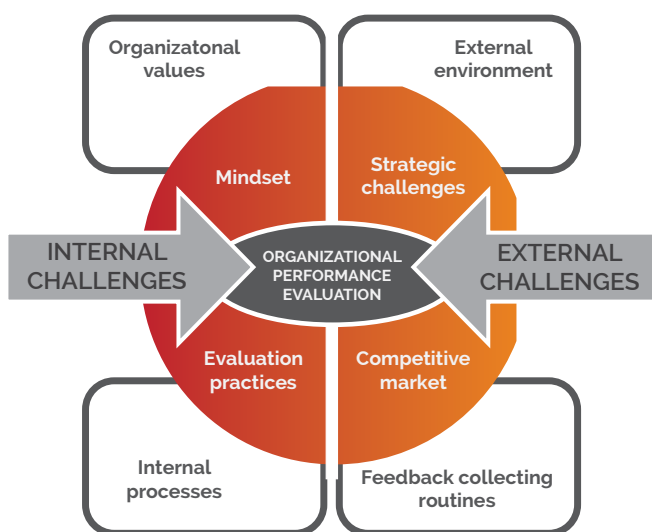 Organizatonal
values
External
environment
Mindset
Strategic
challenges
INTERNAL
CHALLENGES
ORGANIZATIONAL
PERFORMANCE
EVALUATION
EXTERNAL
CHALLENGES
Evaluation
practices
Competitive
market
Internal
processes
Feedback collecting
routines